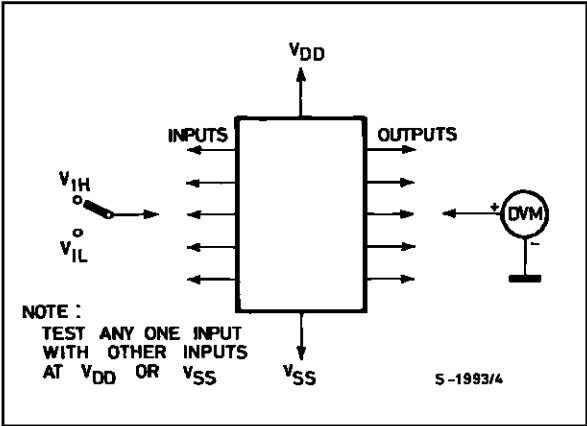 VDD
INPUTS
OUTPUTS
VIH
VIL
+
DVM
-
NOTE :
TEST ANY ONE INPUT
WITH OTHER INPUTS
AT VDD OR VSS
VSS
S-1993/4